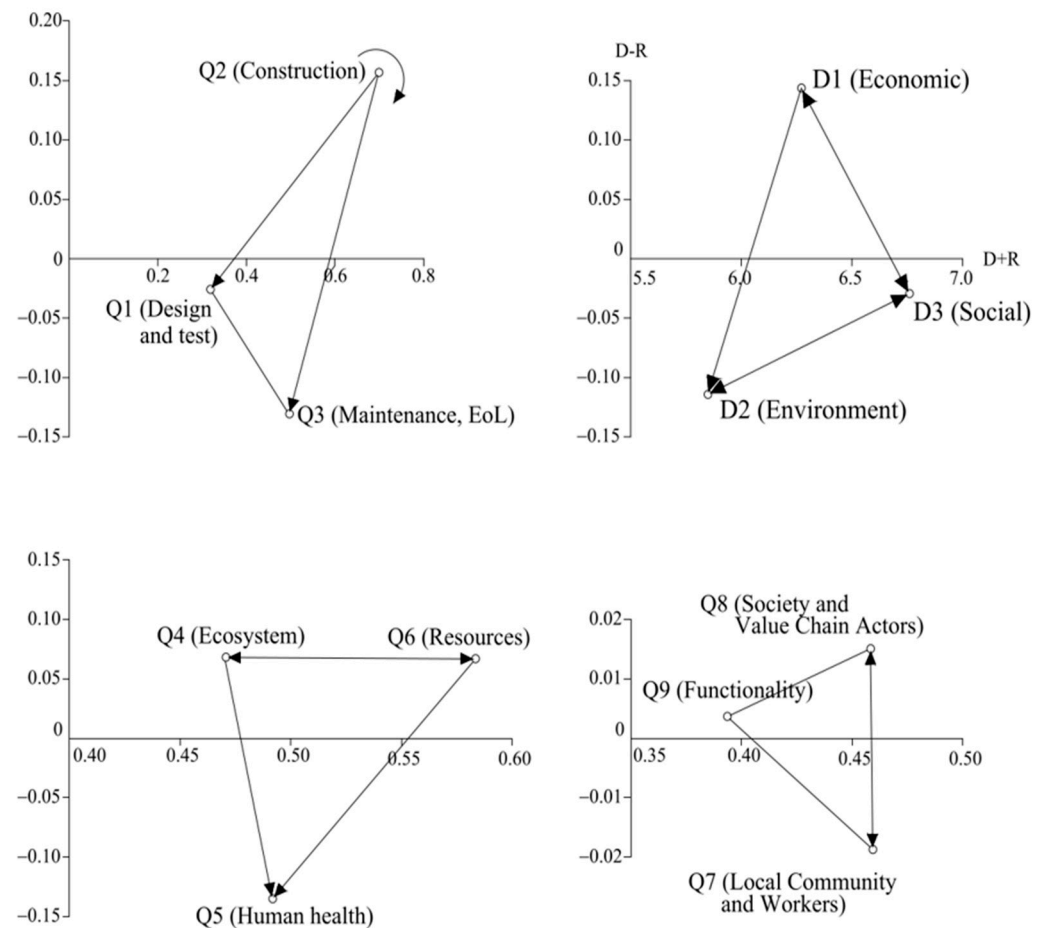 0.20
Q2 (Construction)
0.15
0.10
0.05
0
0.2
0.4
0.6
0.8
Q1 (Design
and test)
−0.05
−0.10
Q3 (Maintenance, EoL)
−0.15
D-R
0.15
D1 (Economic)
0.10
0.05
0
D+R
5.5
6.0
6.5
7.0
−0.05
D3 (Social)
−0.10
D2 (Environment)
−0.15
0.15
0.10
Q4 (Ecosystem)
Q6 (Resources)
0.05
0
0.40
0.45
0.50
0.55
0.60
−0.05
−0.10
−0.15
Q5 (Human health)
Q8 (Society and
Value Chain Actors)
0.02
0.01
Q9 (Functionality)
0
0.35
0.40
0.45
0.50
−0.01
−0.02
Q7 (Local Community
and Workers)